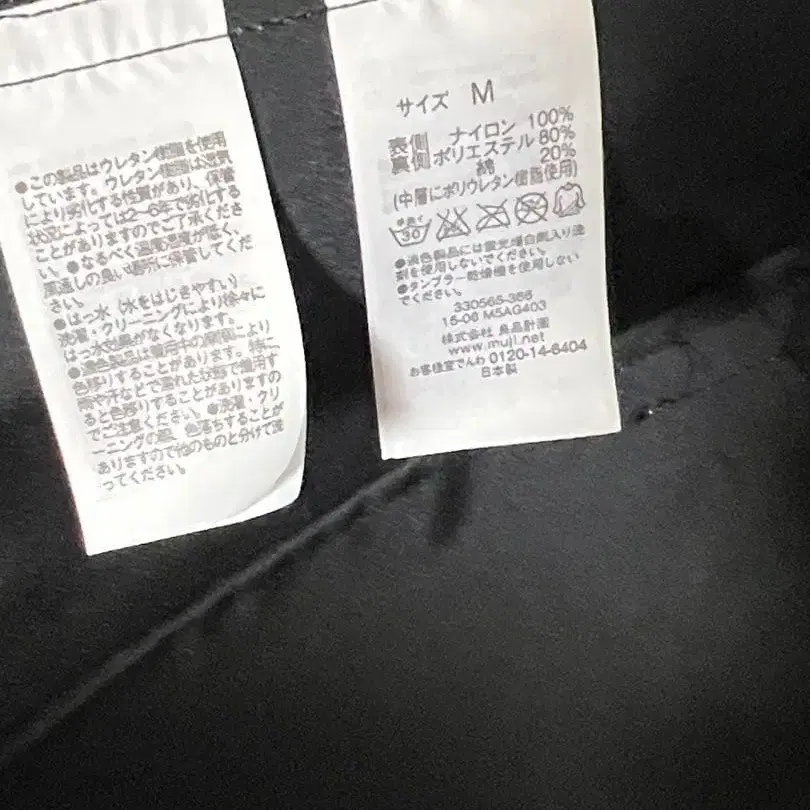 ●この製品はウレタン樹脂を使用
しています。ウレタン樹脂は湿気
により劣化する性質があり、保管
状況によっては2~6年で劣化する
ことがありますのでご了承くださ
い。●なるべく温度湿度が低く、
風通しの良い場所に保管してくだ
さい。
●はっ水（水をはじきやすい）
洗濯・クリーニングにより徐々に
はっ水効果がなくなります。
●濃色製品は着用中の摩擦により
色移りすることがあります。特に
雨や汗などで濡れた状態で着用す
ると色移りすることがありますの
でご注意ください。●洗濯・クリ
ーニングの際、色落ちすることが
ありますので他のものと分けて洗
ってください。
サイズ M
表側 ナイロン 100%
裏側 ポリエステル 80%
綿 20%
(中層にポリウレタン樹脂使用)
手洗イ
30
●淡色製品には蛍光増白剤入り洗
剤を使用しないでください。
●タンブラー乾燥機を使用しない
でください。
330565-386
15-06 M5AG403
株式会社 良品計画
www.muji.net
お客様室でんわ 0120-14-6404
日本製